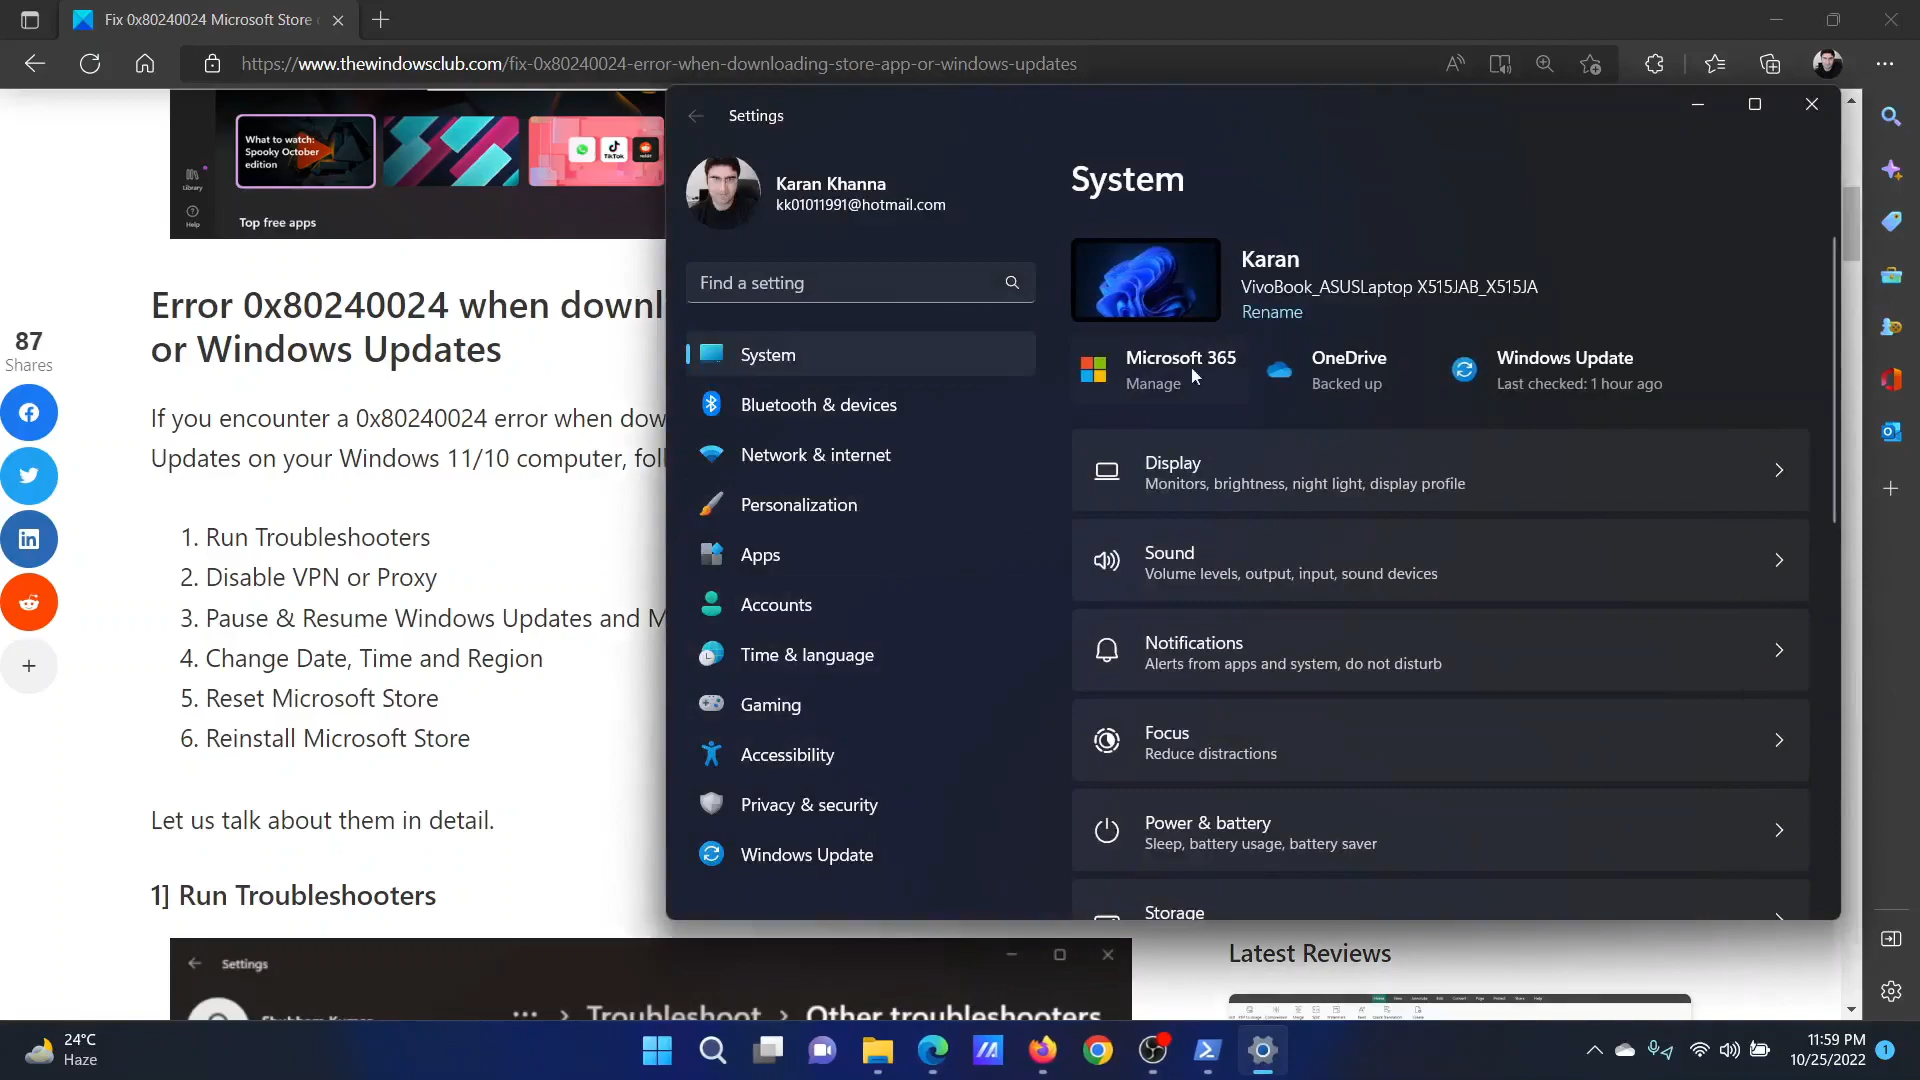 Fix 0x80240024 Microsoft Store
https://www.thewindowsclub.com/fix-0x80240024-error-when-downloading-store-app-or-windows-updates
What to watch:
Spooky October
edition
TikTok
reddit
Library
Help
Top free apps
Error 0x80240024 when downl
or Windows Updates
87
Shares
If you encounter a 0x80240024 error when dow
Updates on your Windows 11/10 computer, fol
1. Run Troubleshooters
2. Disable VPN or Proxy
3. Pause & Resume Windows Updates and M
4. Change Date, Time and Region
5. Reset Microsoft Store
6. Reinstall Microsoft Store
Let us talk about them in detail.
1] Run Troubleshooters
Settings
Troubleshoot > Other troubleshooters
Settings
Karan Khanna
kk01011991@hotmail.com
Find a setting
System
Bluetooth & devices
Network & internet
Personalization
Apps
Accounts
Time & language
Gaming
Accessibility
Privacy & security
Windows Update
System
Karan
VivoBook_ASUSLaptop X515JAB_X515JA
Rename
Microsoft 365
Manage
OneDrive
Backed up
Windows Update
Last checked: 1 hour ago
Display
Monitors, brightness, night light, display profile
Sound
Volume levels, output, input, sound devices
Notifications
Alerts from apps and system, do not disturb
Focus
Reduce distractions
Power & battery
Sleep, battery usage, battery saver
Storage
Latest Reviews
24°C
Haze
11:59 PM
10/25/2022
1